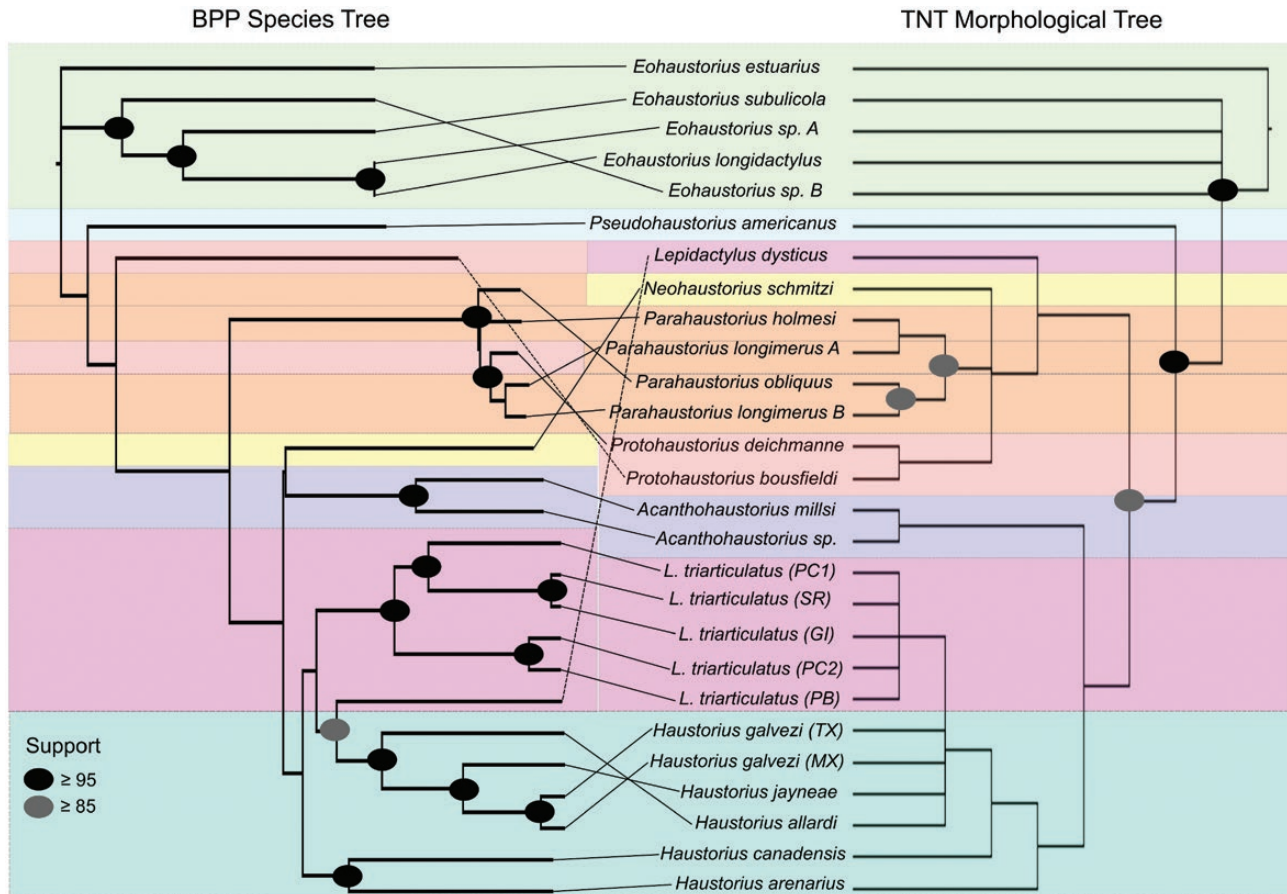 BPP Species Tree
TNT Morphological Tree
Eohaustorius estuarius
Eohaustorius subulicola
Eohaustorius sp. A
Eohaustorius longidactylus
Eohaustorius sp. B
Pseudohaustorius americanus
Lepidactylus dysticus
Neohaustorius schmitzi
Parahaustorius holmesi
Parahaustorius longimerus A
Parahaustorius obliquus
Parahaustorius longimerus B
Protohaustorius deichmanne
Protohaustorius bousfieldi
Acanthohaustorius millsi
Acanthohaustorius sp.
L. triarticulatus (PC1)
L. triarticulatus (SR)
L. triarticulatus (GI)
L. triarticulatus (PC2)
L. triarticulatus (PB)
Haustorius galvezi (TX)
Haustorius galvezi (MX)
Haustorius jayneae
Haustorius allardi
Haustorius canadensis
Haustorius arenarius
Support
≥ 95
≥ 85